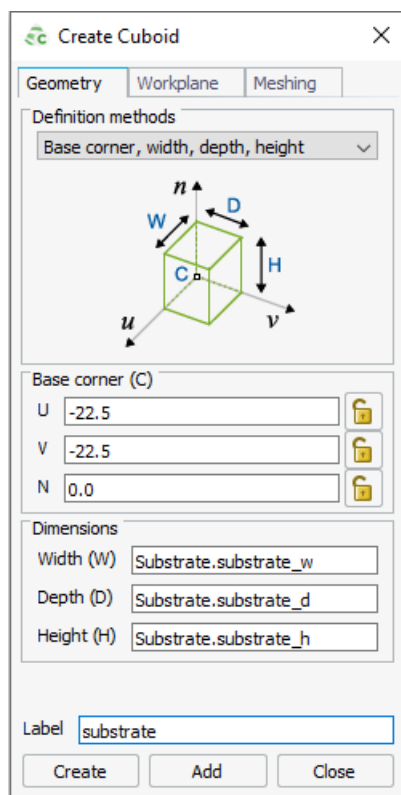 Create Cuboid
Geometry Workplane Meshing
Definition methods
Base corner, width, depth, height
n
W D
C H
u v
Base corner (C)
U -22.5
V -22.5
N 0.0
Dimensions
Width (W) Substrate.substrate_w
Depth (D) Substrate.substrate_d
Height (H) Substrate.substrate_h
Label substrate
Create Add Close